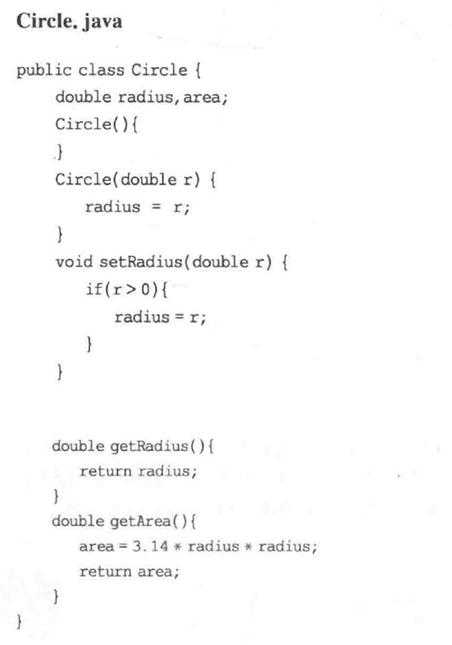 Circle. java
public class Circle {
double radius, area;
Circle(){
}
Circle(double r) {
radius = r;
}
void setRadius(double r) {
if(r > 0){
radius = r;
}
}
double getRadius(){
return radius;
}
double getArea(){
area = 3.14 * radius * radius;
return area;
}
}